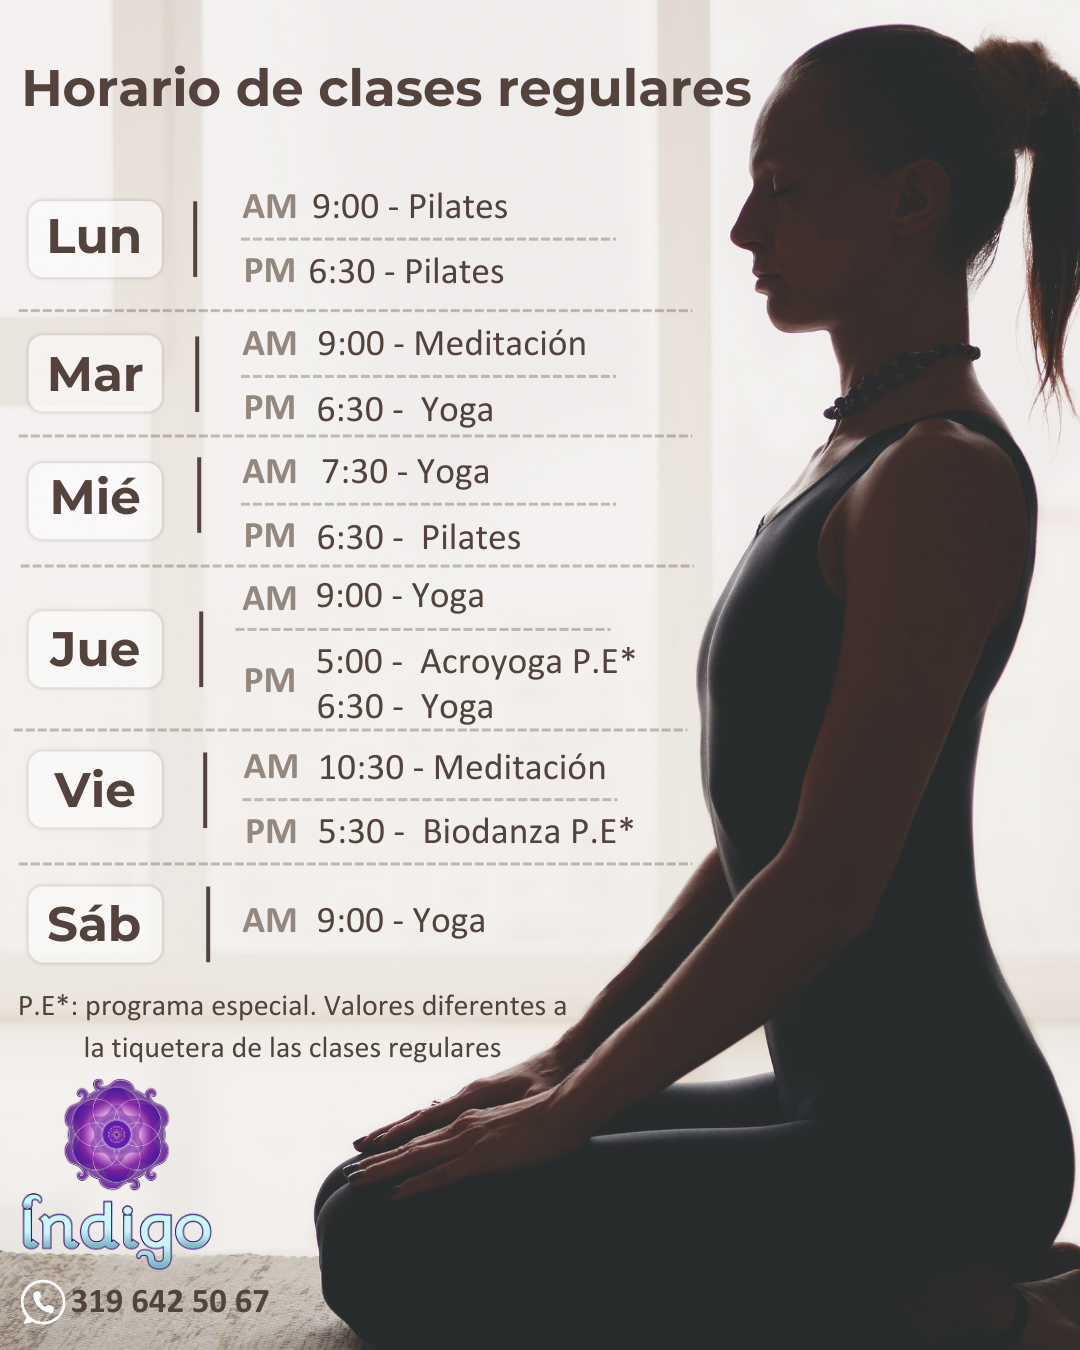 Horario de clases regulares
Lun
AM 9:00 - Pilates
PM 6:30 - Pilates
Mar
AM 9:00 - Meditación
PM 6:30 - Yoga
Mié
AM 7:30 - Yoga
PM 6:30 - Pilates
Jue
AM 9:00 - Yoga
PM
5:00 - Acroyoga P.E*
6:30 - Yoga
Vie
AM 10:30 - Meditación
PM 5:30 - Biodanza P.E*
Sáb
AM 9:00 - Yoga
P.E*: programa especial. Valores diferentes a
la tiquetera de las clases regulares
Indigo
319 642 50 67